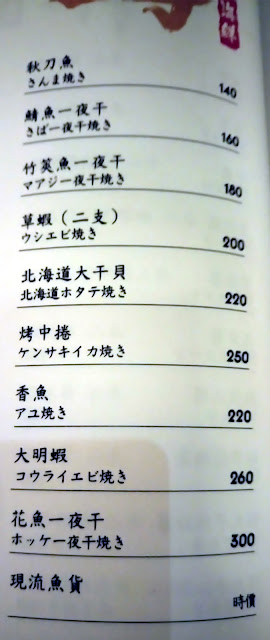 海鮮
秋刀魚
さんま焼き
140
鯖魚一夜干
さば一夜干焼き
160
竹筴魚一夜干
マアジ一夜干焼き
180
草蝦（二支）
ウシエビ焼き
200
北海道大干貝
北海道ホタテ焼き
220
烤中捲
ケンサキイカ焼き
250
香魚
アユ焼き
220
大明蝦
コウライエビ焼き
260
花魚一夜干
ホッケ一夜干焼き
300
現流魚貨
時價